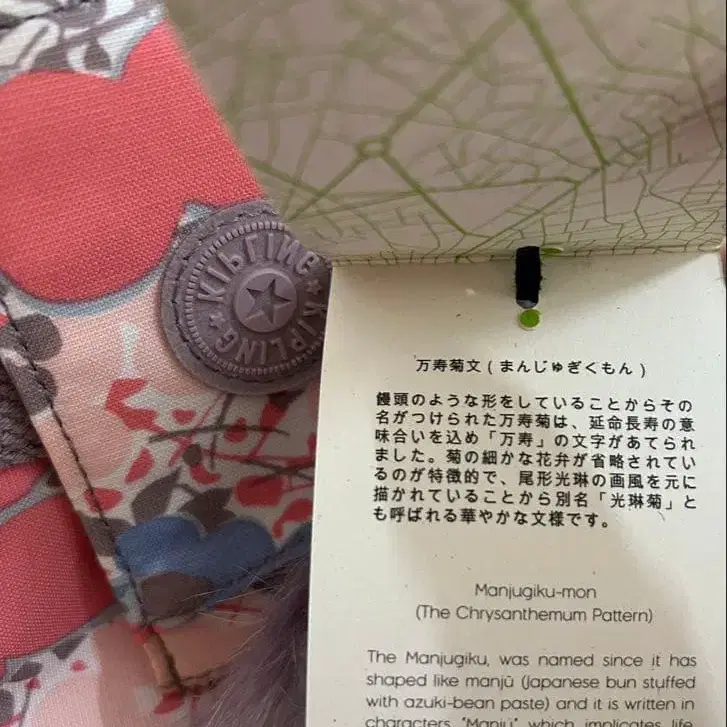 KIPLING
KIPLING
万寿菊文(まんじゅぎくもん)
饅頭のような形をしていることからその
名がつけられた万寿菊は、延命長寿の意
味合いを込め「万寿」の文字があてられ
ました。菊の細かな花弁が省略されてい
るのが特徴的で、尾形光琳の画風を元に
描かれていることから別名「光琳菊」と
も呼ばれる華やかな文様です。
Manjugiku-mon
(The Chrysanthemum Pattern)
The Manjugiku, was named since it has
shaped like manjū (Japanese bun stuffed
with azuki-bean paste) and it is written in
characters "Manju" which implicates life